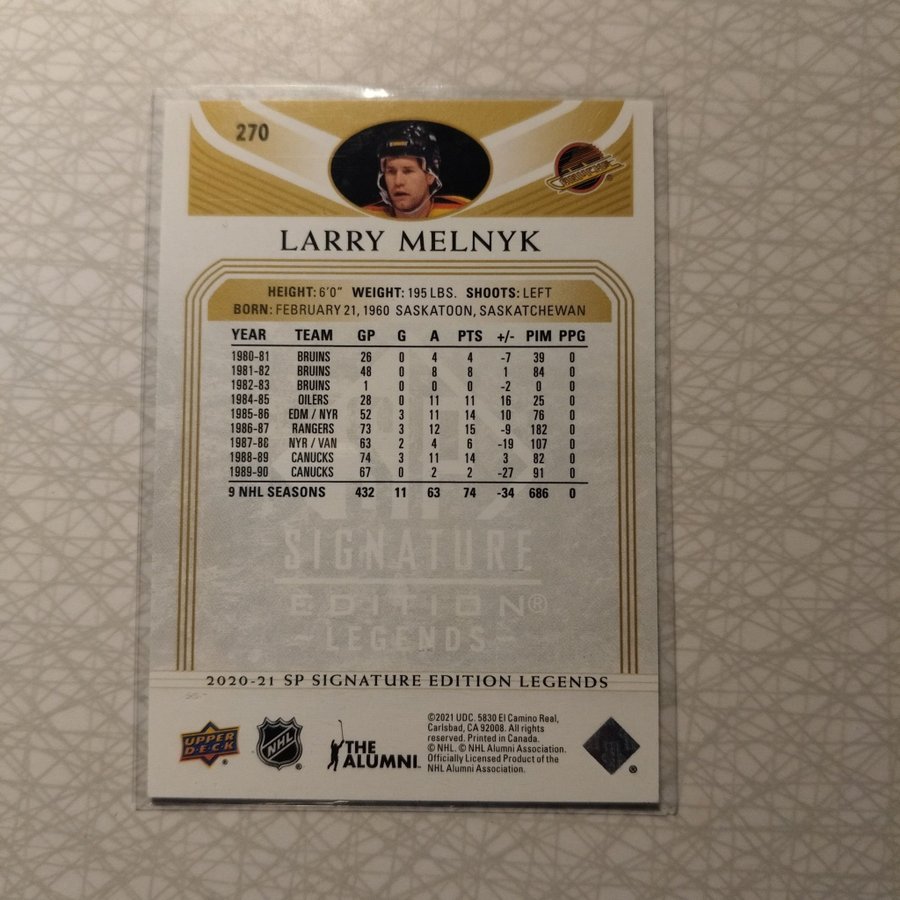 270
LARRY MELNYK
HEIGHT: 6'0" WEIGHT: 195 LBS. SHOOTS: LEFT
BORN: FEBRUARY 21, 1960 SASKATOON, SASKATCHEWAN
YEAR TEAM GP G A PTS +/- PIM PPG
1980-81 BRUINS 26 0 4 4 -7 39 0
1981-82 BRUINS 48 0 8 8 1 84 0
1982-83 BRUINS 1 0 0 0 -2 0 0
1984-85 OILERS 28 0 11 11 16 25 0
1985-86 EDM / NYR 52 3 11 14 10 76 0
1986-87 RANGERS 73 3 12 15 -9 182 0
1987-88 NYR / VAN 63 2 4 6 -19 107 0
1988-89 CANUCKS 74 3 11 14 3 82 0
1989-90 CANUCKS 67 0 2 2 -27 91 0
9 NHL SEASONS 432 11 63 74 -34 686 0
SIGNATURE
EDITION®
LEGENDS
2020-21 SP SIGNATURE EDITION LEGENDS
UPPER
DECK
NHL
THE
ALUMNI
©2021 UDC. 5830 El Camino Real,
Carlsbad, CA 92008. All rights
reserved. Printed in Canada.
© NHL. © NHL Alumni Association.
Officially Licensed Product of the
NHL Alumni Association.